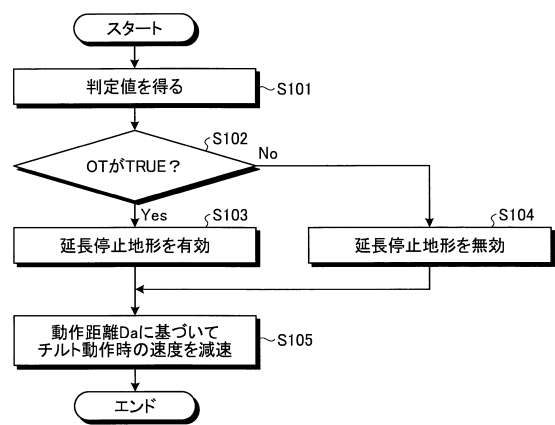 スタート
判定値を得る
S101
S102
OTがTRUE？
No
Yes
S103
延長停止地形を有効
S104
延長停止地形を無効
動作距離Daに基づいて
チルト動作時の速度を減速
S105
エンド